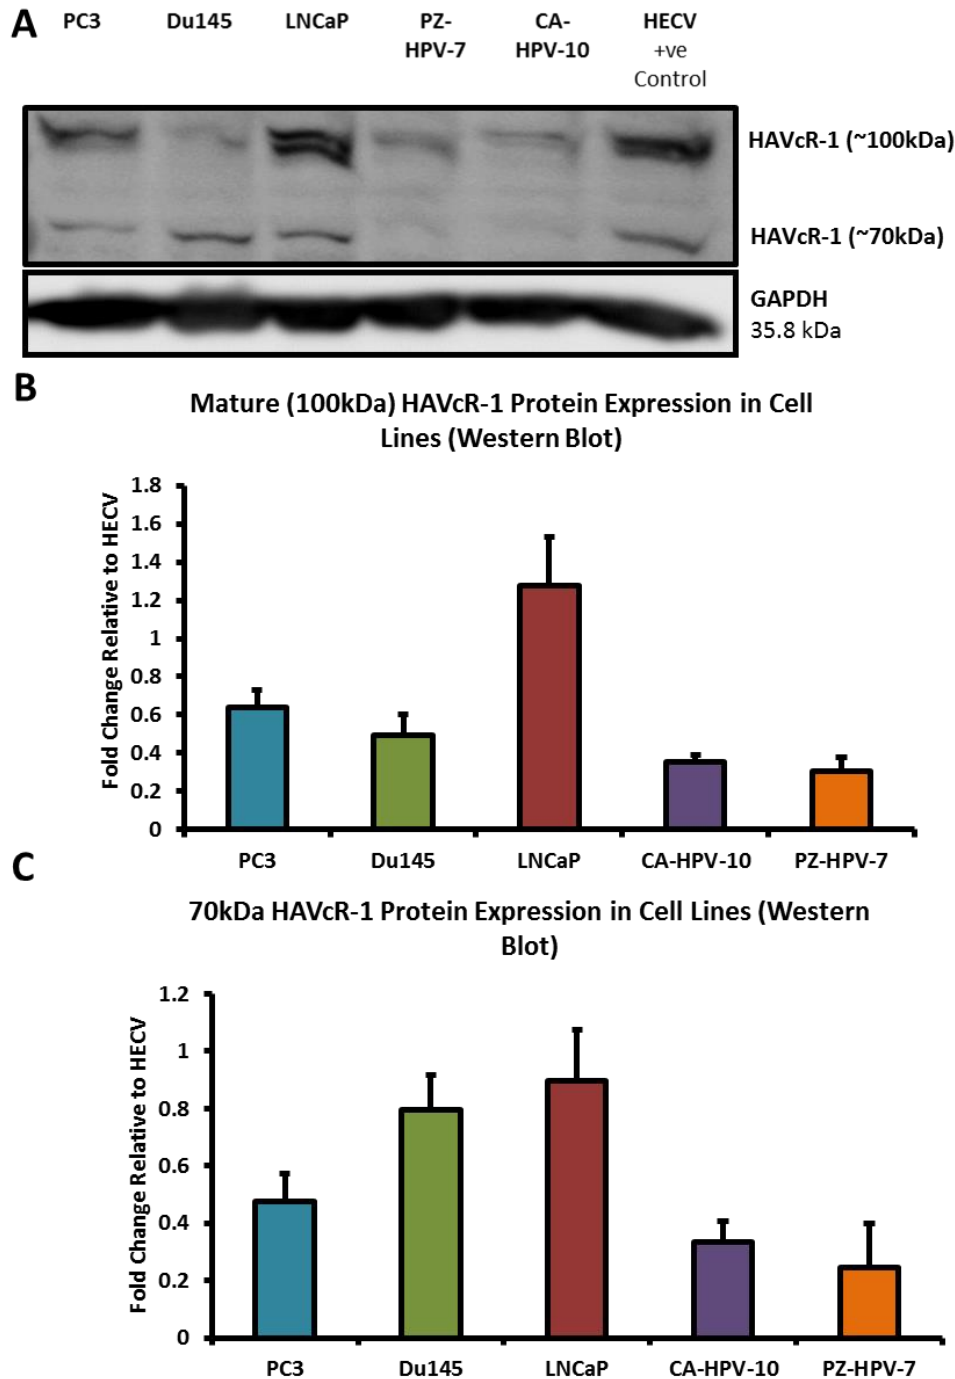 A
PC3 Du145 LNCaP PZ- CA- HECV
HPV-7 HPV-10 +ve
Control
HAVcR-1 (~100kDa)
HAVcR-1 (~70kDa)
GAPDH
35.8 kDa
B
Mature (100kDa) HAVcR-1 Protein Expression in Cell
Lines (Western Blot)
Fold Change Relative to HECV
1.8
1.6
1.4
1.2
1
0.8
0.6
0.4
0.2
0
PC3 Du145 LNCaP CA-HPV-10 PZ-HPV-7
C
70kDa HAVcR-1 Protein Expression in Cell Lines (Western
Blot)
Fold Change Relative to HECV
1.2
1
0.8
0.6
0.4
0.2
0
PC3 Du145 LNCaP CA-HPV-10 PZ-HPV-7